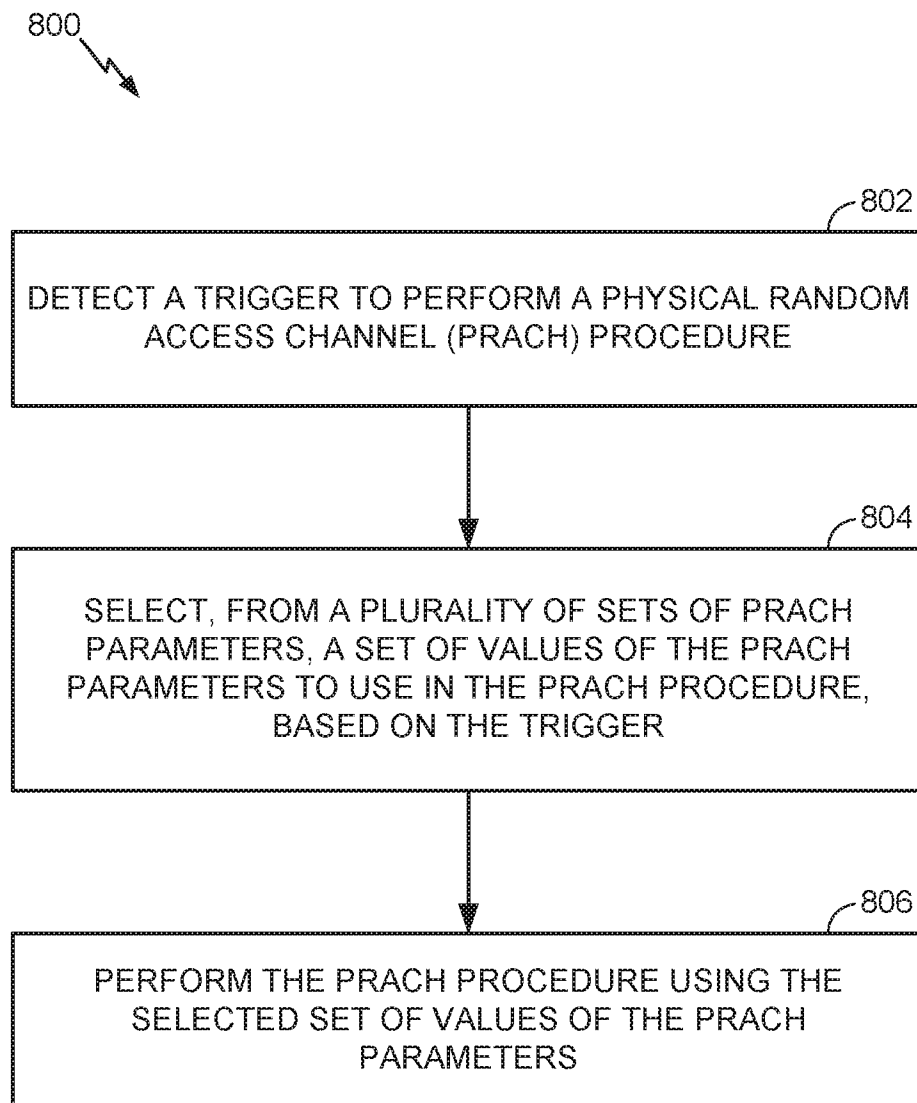 800
802
DETECT A TRIGGER TO PERFORM A PHYSICAL RANDOM
ACCESS CHANNEL (PRACH) PROCEDURE
804
SELECT, FROM A PLURALITY OF SETS OF PRACH
PARAMETERS, A SET OF VALUES OF THE PRACH
PARAMETERS TO USE IN THE PRACH PROCEDURE,
BASED ON THE TRIGGER
806
PERFORM THE PRACH PROCEDURE USING THE
SELECTED SET OF VALUES OF THE PRACH
PARAMETERS